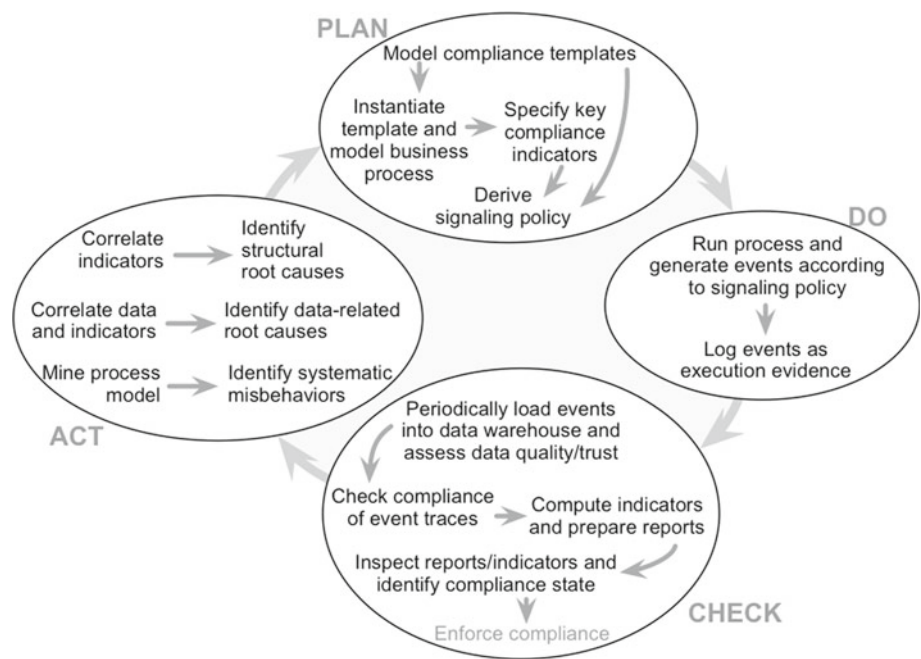 PLAN
Model compliance templates
Instantiate
template and
model business
process
Specify key
compliance
indicators
Derive
signaling policy
DO
Run process and
generate events according
to signaling policy
Log events as
execution evidence
Periodically load events
into data warehouse and
assess data quality/trust
Check compliance
of event traces
Compute indicators
and prepare reports
Inspect reports/indicators and
identify compliance state
Enforce compliance
CHECK
Correlate
indicators
Identify
structural
root causes
Correlate data
and indicators
Identify data-related
root causes
Mine process
model
Identify systematic
misbehaviors
ACT